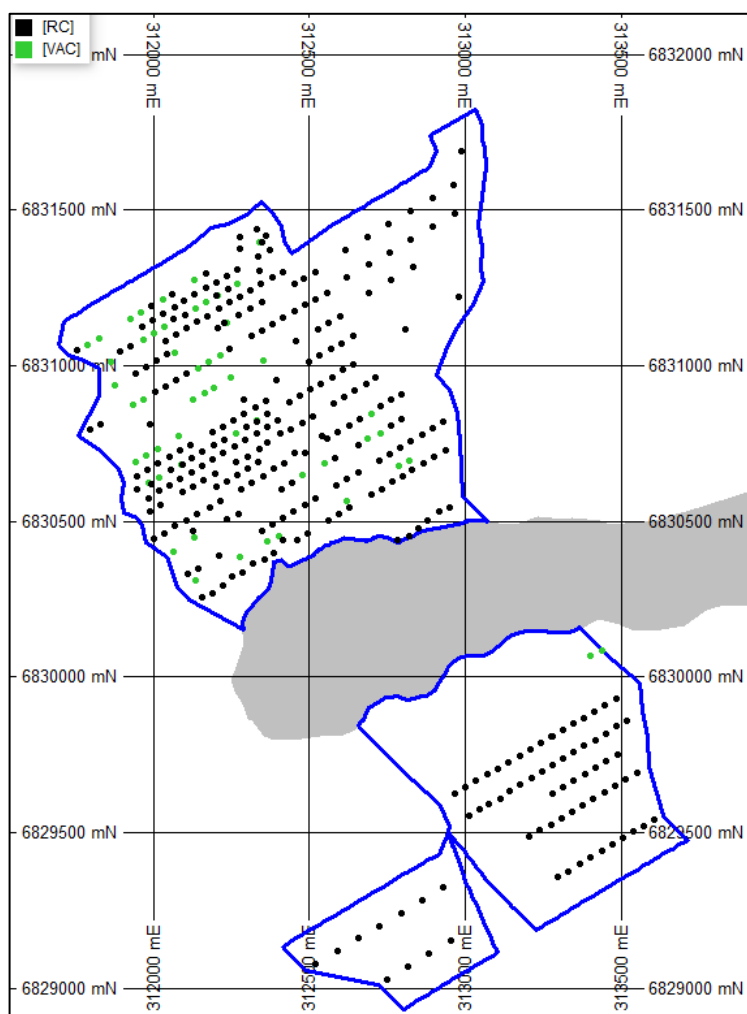 [RC]
[VAC]
312000 mE
312500 mE
313000 mE
313500 mE
6832000 mN
6832000 mN
6831500 mN
6831500 mN
6831000 mN
6831000 mN
6830500 mN
6830500 mN
6830000 mN
6830000 mN
6829500 mN
6829500 mN
6829000 mN
6829000 mN
312000 mE
312500 mE
313000 mE
313500 mE